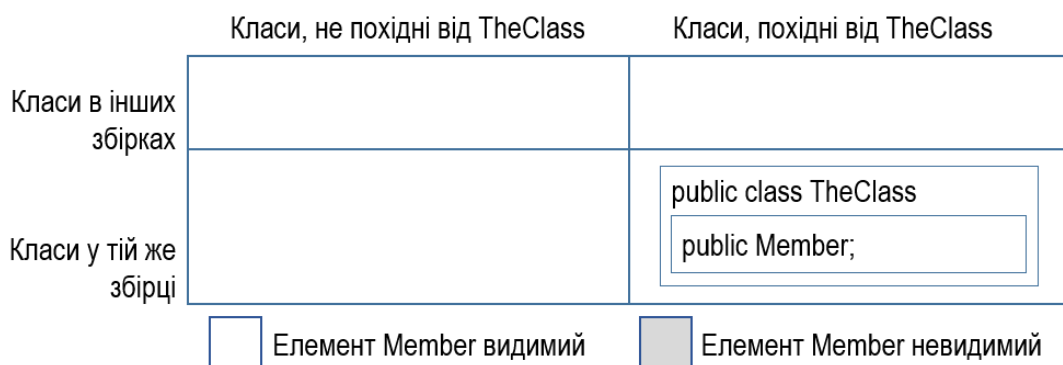 Класи, не похідні від TheClass
Класи, похідні від TheClass
Класи в інших
збірках
Класи у тій же
збірці
public class TheClass
public Member;
Елемент Member видимий
Елемент Member невидимий